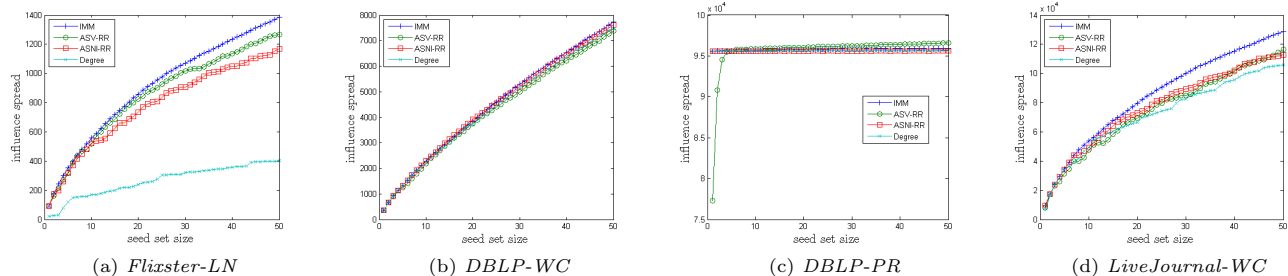 1400
1200
1000
800
600
400
200
0
0 10 20 30 40 50
influence spread
seed set size
IMM
ASV-RR
ASNI-RR
Degree
(a) Flixster-LN
8000
7000
6000
5000
4000
3000
2000
1000
0
0 10 20 30 40 50
influence spread
seed set size
IMM
ASV-RR
ASNI-RR
Degree
(b) DBLP-WC
x 10⁴
10
9.5
9
8.5
8
7.5
0 10 20 30 40 50
influence spread
seed set size
IMM
ASV-RR
ASNI-RR
Degree
(c) DBLP-PR
x 10⁴
14
12
10
8
6
4
2
0
0 10 20 30 40 50
influence spread
seed set size
IMM
ASV-RR
ASNI-RR
Degree
(d) LiveJournal-WC